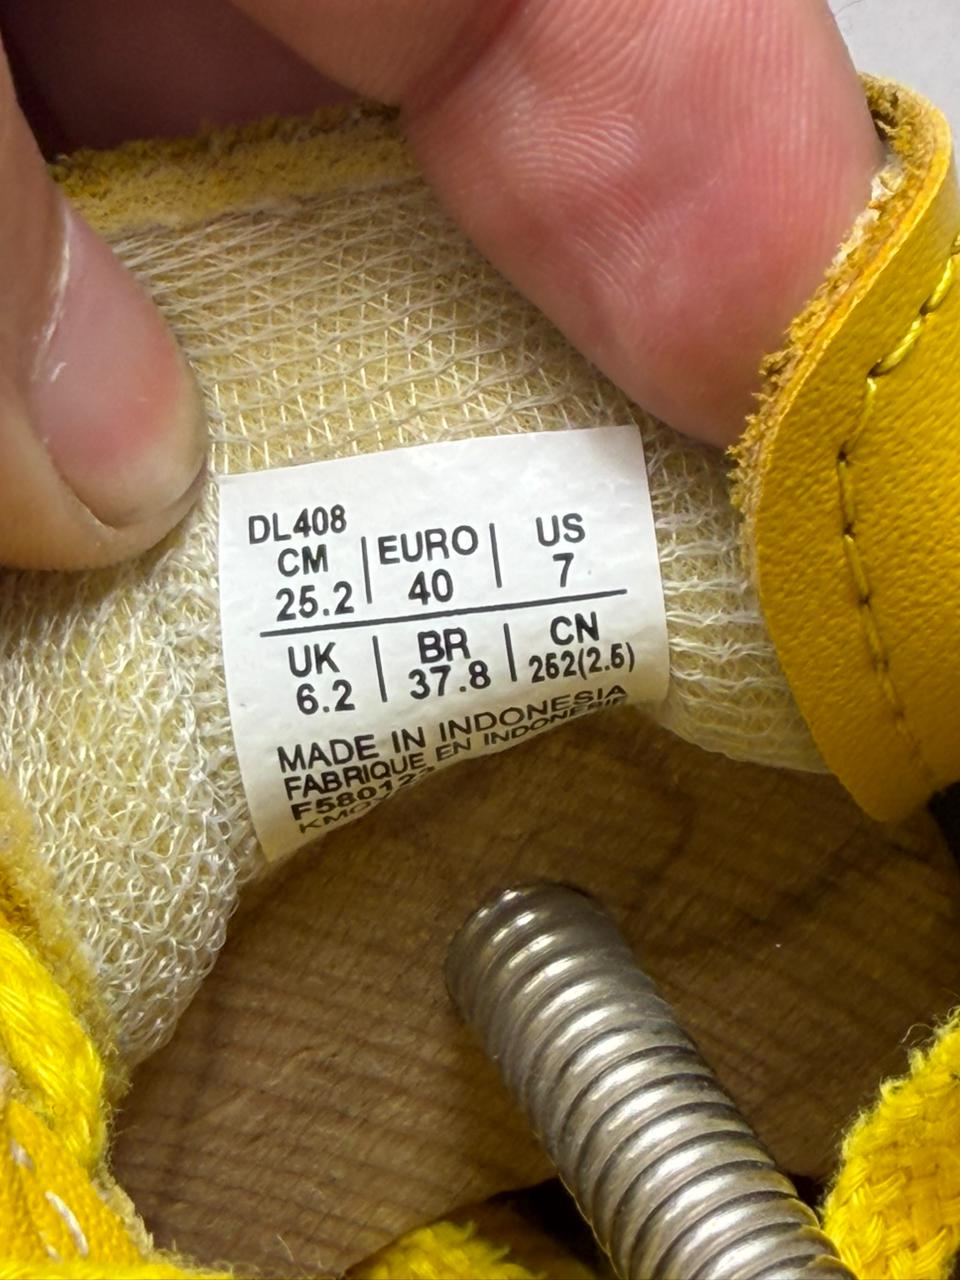 DL408
CM EURO US
25.2 40 7
UK BR CN
6.2 37.8 252(2.5)
MADE IN INDONESIA
FABRIQUE EN INDONESIE